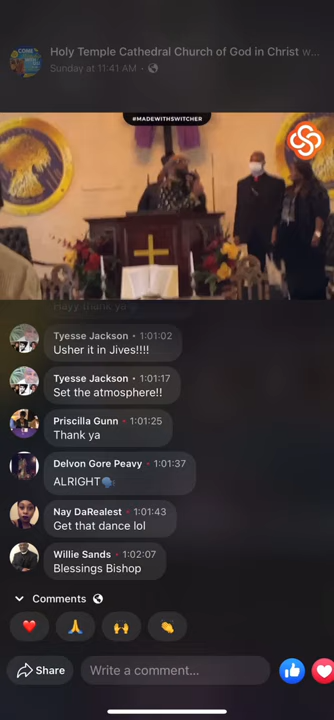 Holy Temple Cathedral Church of God in Christ w...
Sunday at 11:41 AM ·
#MADEWITHSWITCHER
Hayy thank ya
Tyesse Jackson · 1:01:02
Usher it in Jives!!!!
Tyesse Jackson · 1:01:17
Set the atmosphere!!
Priscilla Gunn · 1:01:25
Thank ya
Delvon Gore Peavy · 1:01:37
ALRIGHT🗣️
Nay DaRealest · 1:01:43
Get that dance lol
Willie Sands · 1:02:07
Blessings Bishop
Comments
Share
Write a comment...